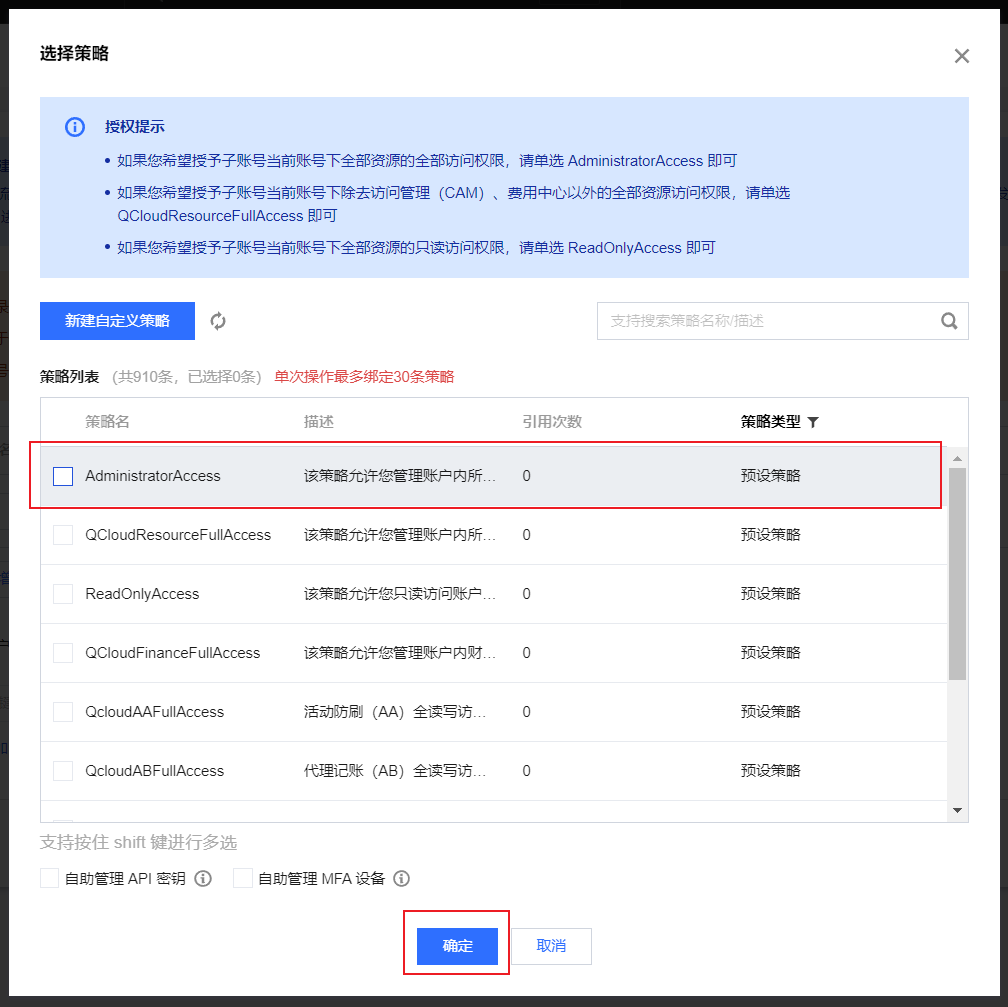 选择策略
授权提示
• 如果您希望授予子账号当前账号下全部资源的全部访问权限，请单选 AdministratorAccess 即可
• 如果您希望授予子账号当前账号下除去访问管理（CAM）、费用中心以外的全部资源访问权限，请单选
QCloudResourceFullAccess 即可
• 如果您希望授予子账号当前账号下全部资源的只读访问权限，请单选 ReadOnlyAccess 即可
新建自定义策略 支持搜索策略名称/描述
策略列表 （共910条，已选择0条） 单次操作最多绑定30条策略
策略名 描述 引用次数 策略类型
AdministratorAccess 该策略允许您管理账户内所... 0 预设策略
QCloudResourceFullAccess 该策略允许您管理账户内所... 0 预设策略
ReadOnlyAccess 该策略允许您只读访问账户... 0 预设策略
QCloudFinanceFullAccess 该策略允许您管理账户内财... 0 预设策略
QcloudAAFullAccess 活动防刷（AA）全读写访... 0 预设策略
QcloudABFullAccess 代理记账（AB）全读写访... 0 预设策略
支持按住 shift 键进行多选
自助管理 API 密钥 自助管理 MFA 设备
确定 取消